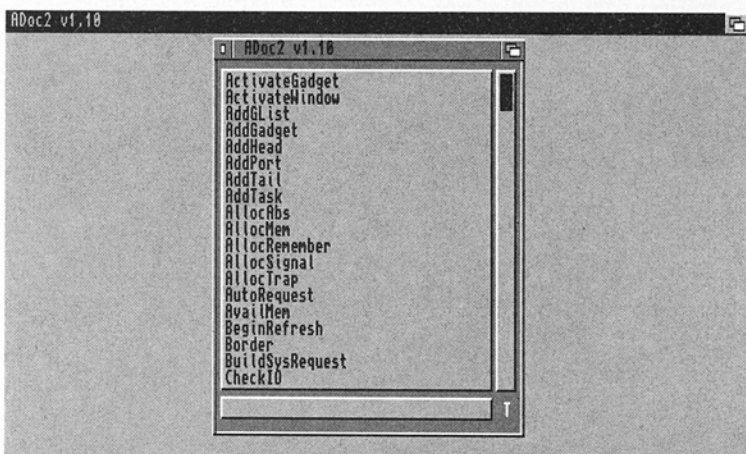 ADoc2 v1.10
ADoc2 v1.10
ActivateGadget
ActivateWindow
AddGList
AddGadget
AddHead
AddPort
AddTail
AddTask
AllocAbs
AllocMem
AllocRemember
AllocSignal
AllocTrap
AutoRequest
AvailMem
BeginRefresh
Border
BuildSysRequest
CheckIO
T